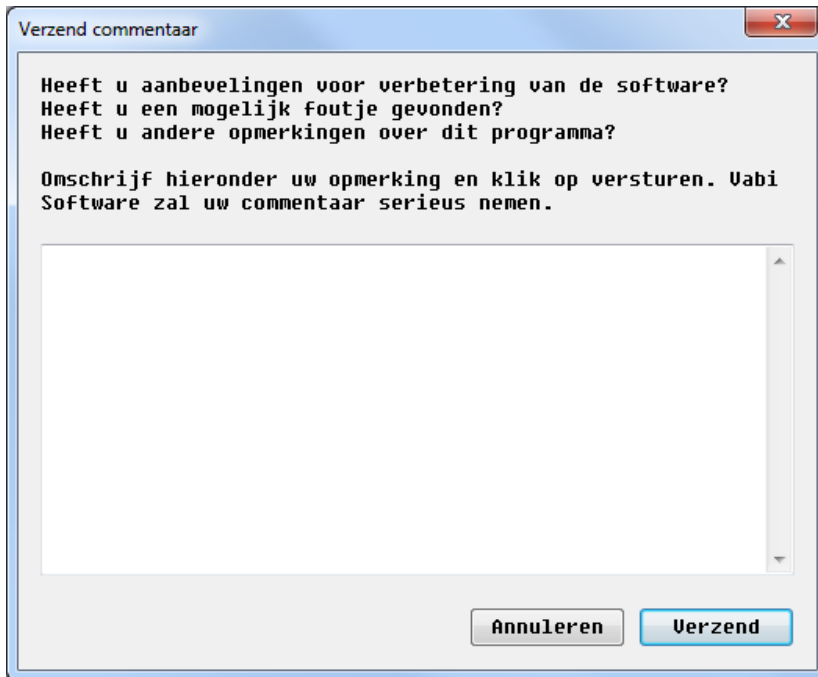 Verzend commentaar
Heeft u aanbevelingen voor verbetering van de software?
Heeft u een mogelijk foutje gevonden?
Heeft u andere opmerkingen over dit programma?
Omschrijf hieronder uw opmerking en klik op versturen. Vabi
Software zal uw commentaar serieus nemen.
Annuleren
Verzend